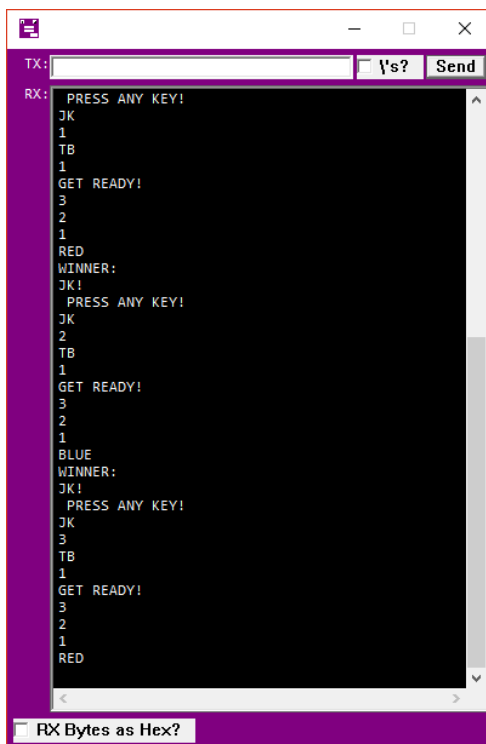 TX:
\'s?
Send
RX:
PRESS ANY KEY!
JK
1
TB
1
GET READY!
3
2
1
RED
WINNER:
JK!
PRESS ANY KEY!
JK
2
TB
1
GET READY!
3
2
1
BLUE
WINNER:
JK!
PRESS ANY KEY!
JK
3
TB
1
GET READY!
3
2
1
RED
RX Bytes as Hex?